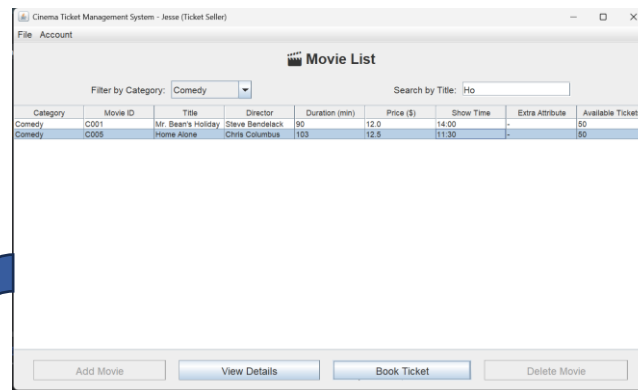 Cinema Ticket Management System - Jesse (Ticket Seller)
File Account
Movie List
Filter by Category: Comedy Search by Title: Ho
Category Movie ID Title Director Duration (min) Price ($) Show Time Extra Attribute Available Ticket
Comedy C001 Mr. Bean's Holiday Steve Bendelack 90 12.0 14:00 - 50
Comedy C005 Home Alone Chris Columbus 103 12.5 11:30 - 50
Add Movie View Details Book Ticket Delete Movie